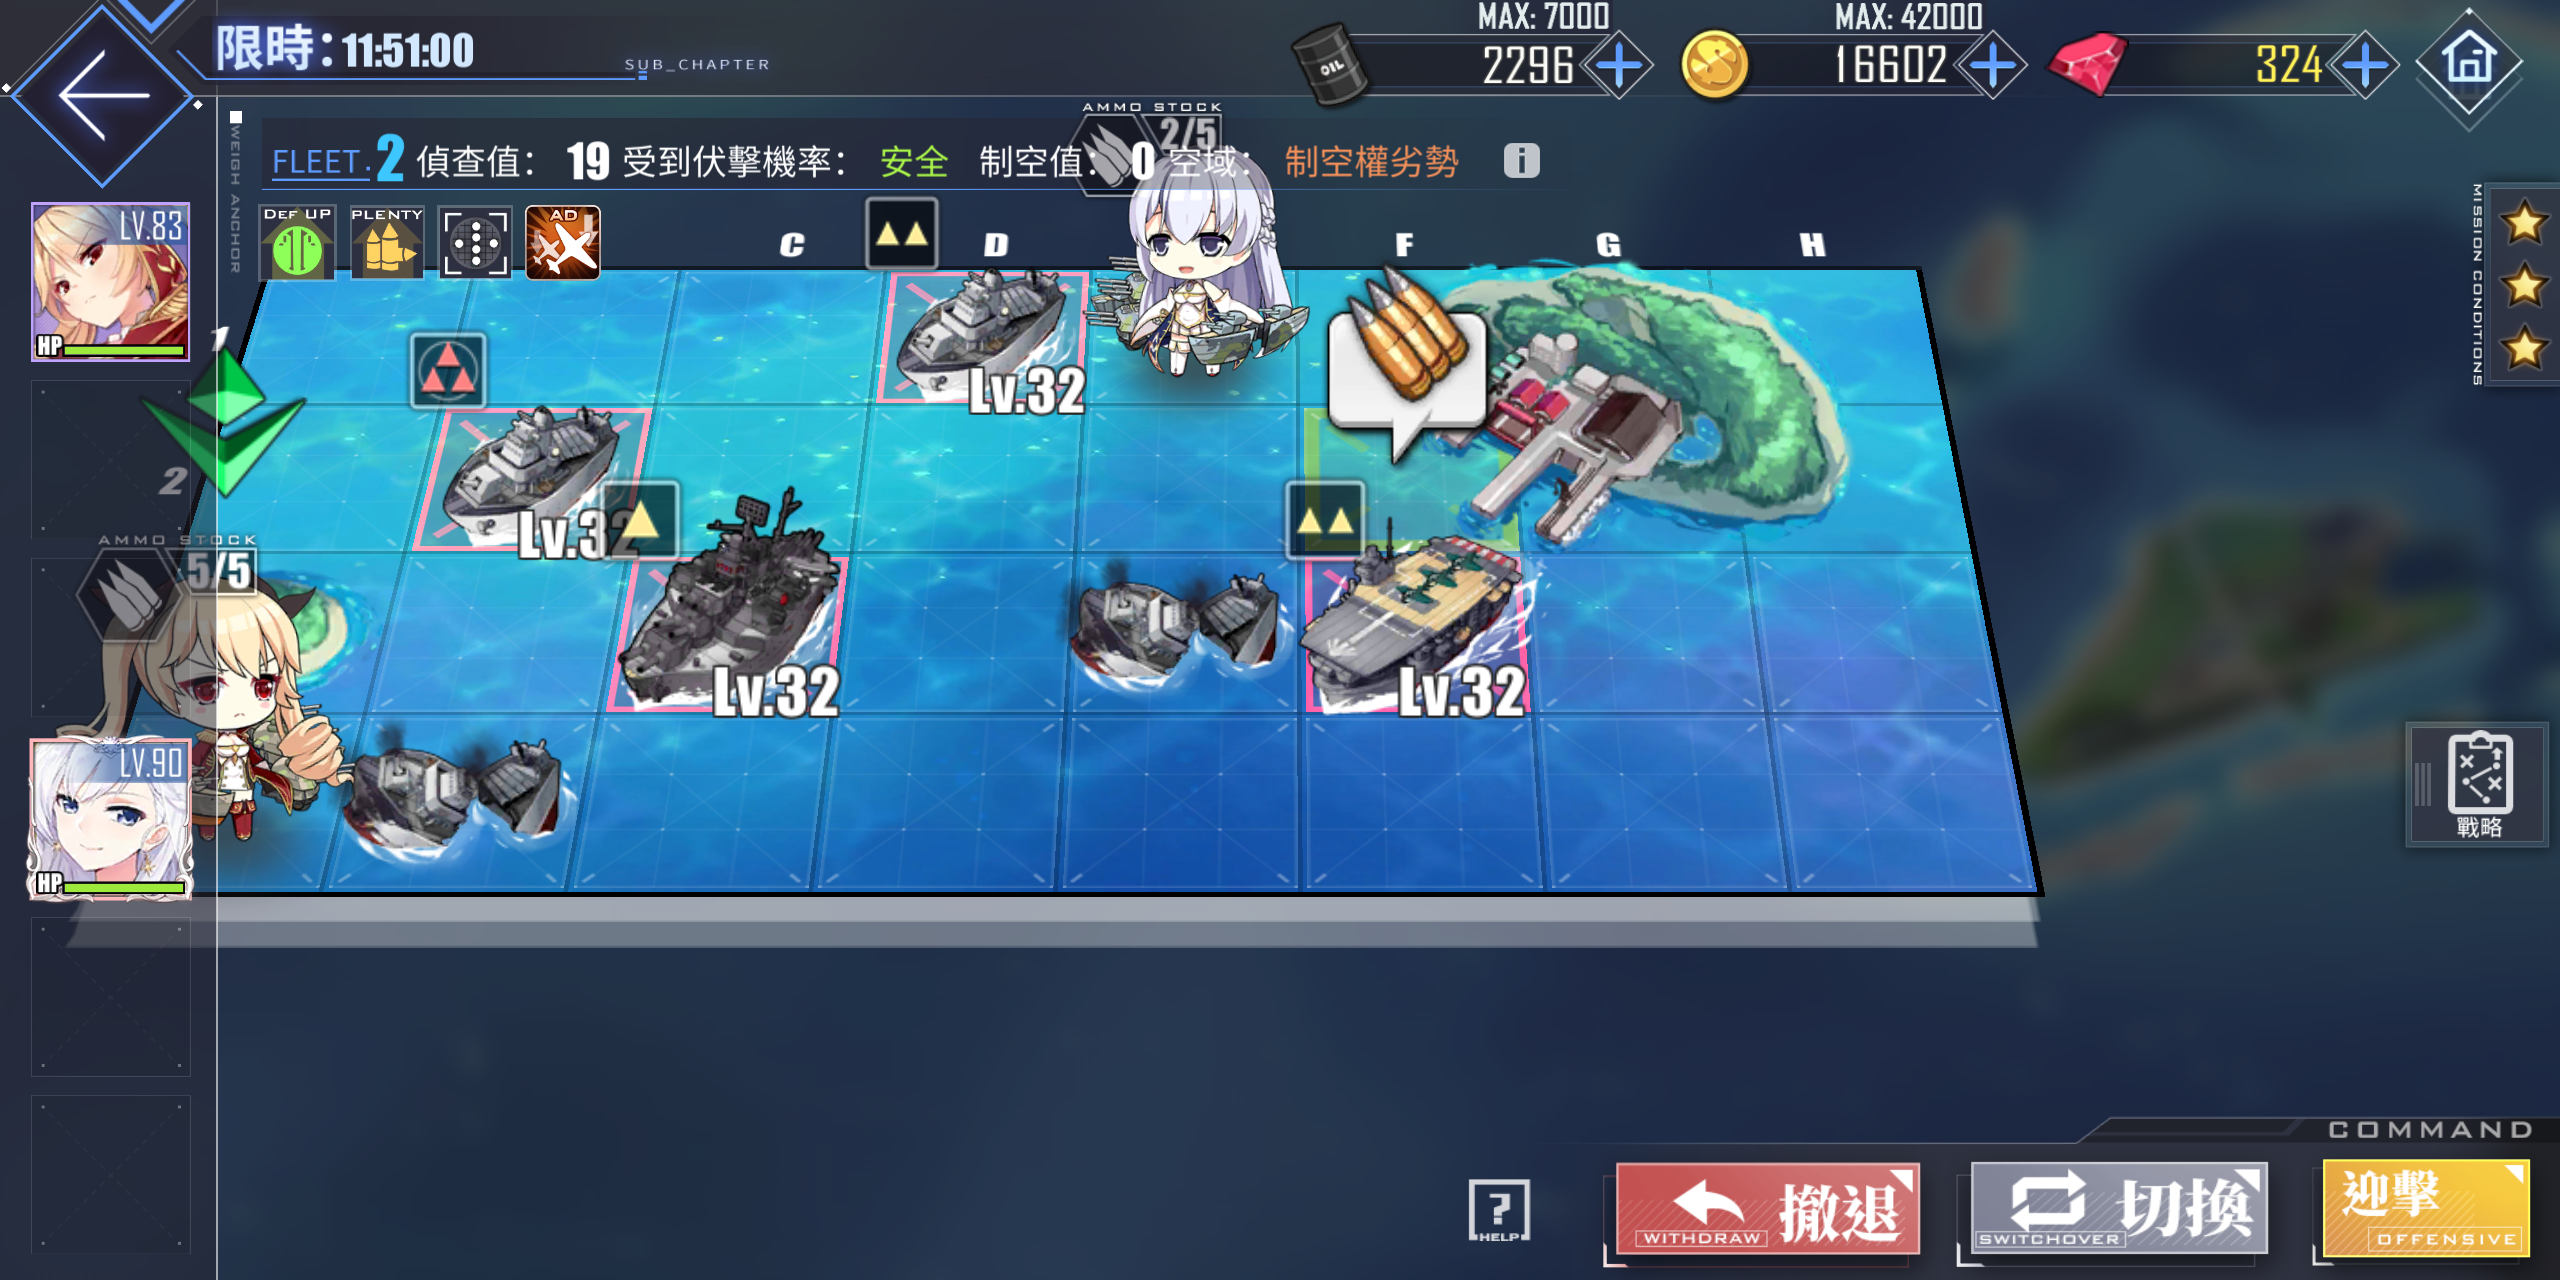 限時: 11:51:00
SUB_CHAPTER
MAX: 7000
2296
OIL
MAX: 42000
16602
324
WEIGH ANCHOR
AMMO STOCK
2/5
FLEET. 2 偵查值: 19 受到伏擊機率: 安全 制空值: 0 空域: 制空權劣勢
MISSION CONDITIONS
LV.83
HP
DEF UP
PLENTY
AD
C
D
F
G
H
1
2
Lv.32
Lv.32
Lv.32
Lv.32
AMMO STOCK
5/5
LV.90
HP
戰略
COMMAND
HELP
撤退
WITHDRAW
切換
SWITCHOVER
迎擊
OFFENSIVE